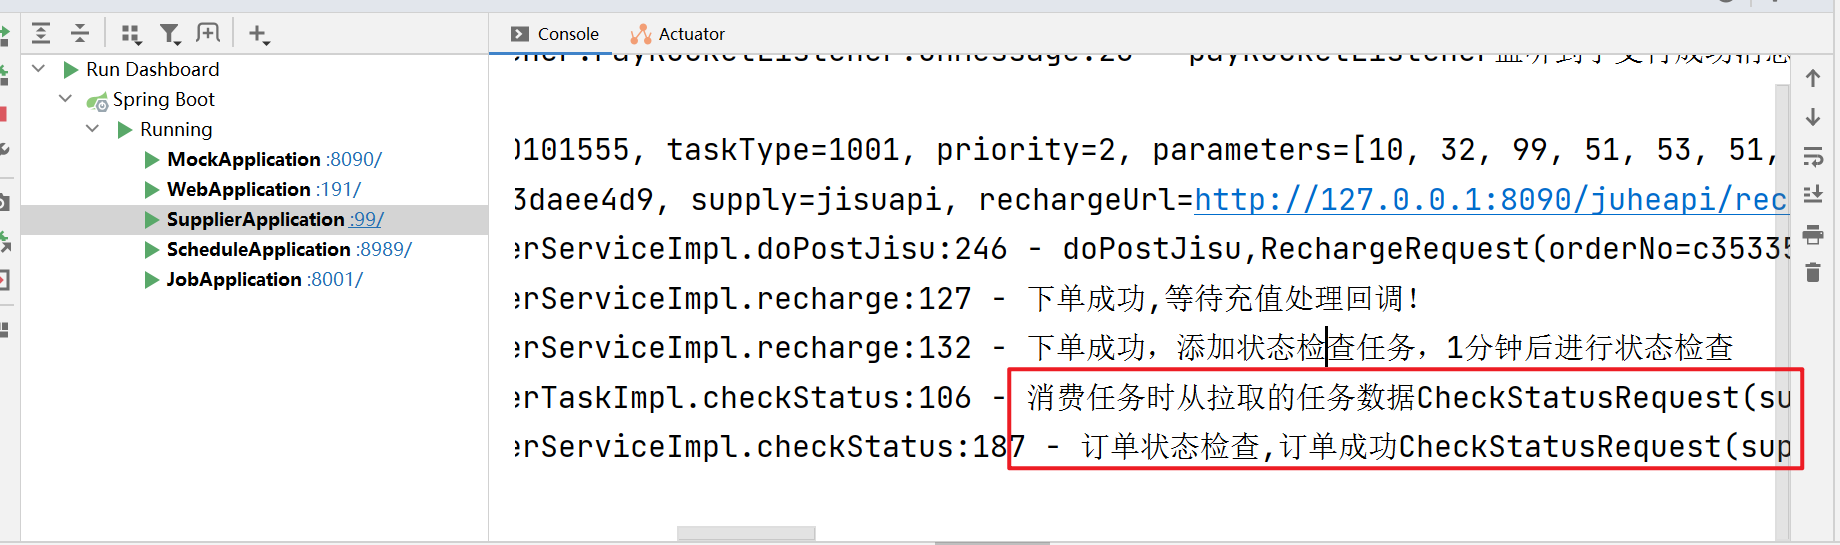 Console
Actuator
Run Dashboard
Spring Boot
Running
MockApplication :8090/
WebApplication :191/
SupplierApplication :99/
ScheduleApplication :8989/
JobApplication :8001/
0101555, taskType=1001, priority=2, parameters=[10, 32, 99, 51, 53, 51,
3daee4d9, supply=jisuapi, rechargeUrl=http://127.0.0.1:8090/juheapi/rec
erServiceImpl.doPostJisu:246 - doPostJisu,RechargeRequest(orderNo=c35335
erServiceImpl.recharge:127 - 下单成功,等待充值处理回调!
erServiceImpl.recharge:132 - 下单成功，添加状态检查任务，1分钟后进行状态检查
erTaskImpl.checkStatus:106 - 消费任务时从拉取的任务数据CheckStatusRequest(su
erServiceImpl.checkStatus:187 - 订单状态检查,订单成功CheckStatusRequest(sup